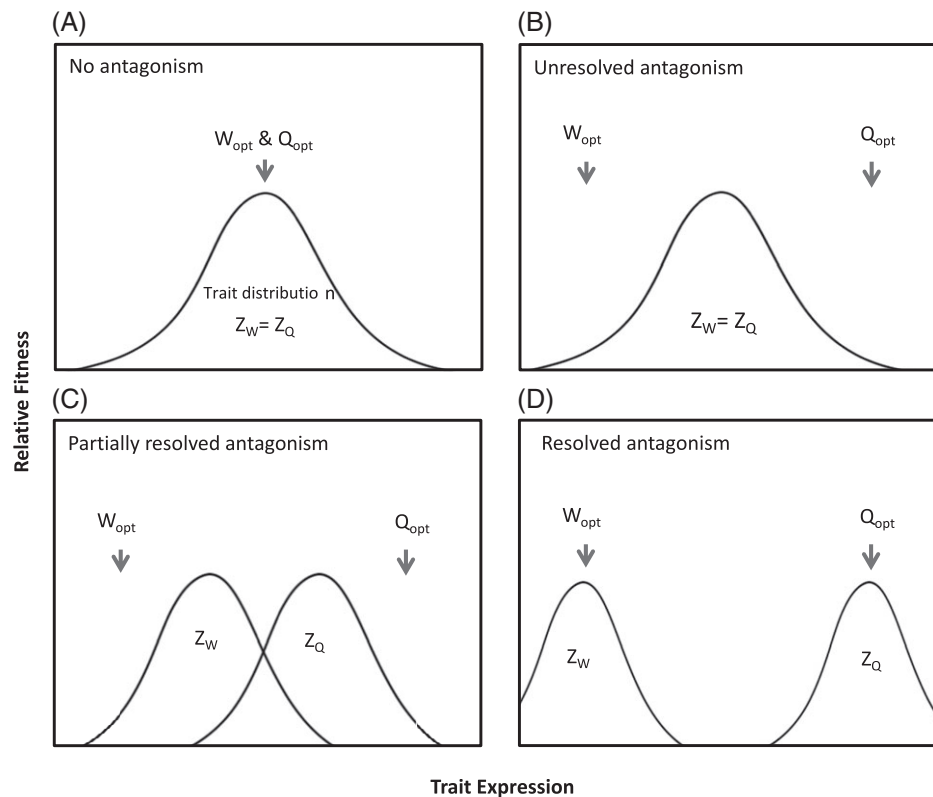 (A)
No antagonism
W_opt & Q_opt
Trait distributio n
Z_W= Z_Q
(B)
Unresolved antagonism
W_opt
Q_opt
Z_W= Z_Q
Relative Fitness
(C)
Partially resolved antagonism
W_opt
Q_opt
Z_W
Z_Q
(D)
Resolved antagonism
W_opt
Q_opt
Z_W
Z_Q
Trait Expression